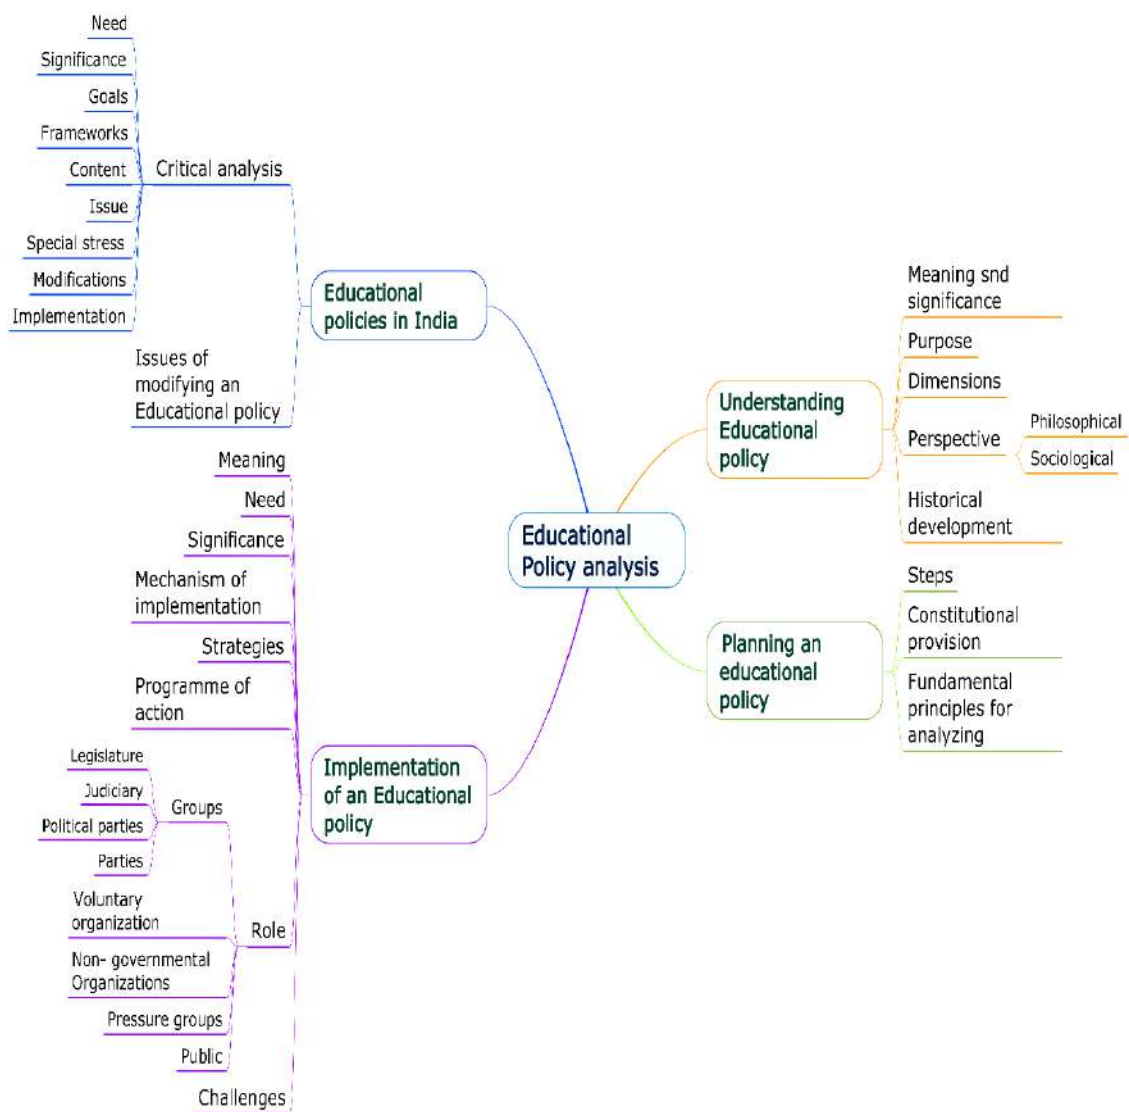 Need
Significance
Goals
Frameworks
Content
Issue
Special stress
Modifications
Implementation
Critical analysis
Issues of
modifying an
Educational policy
Educational
policies in India
Meaning
Need
Significance
Mechanism of
implementation
Strategies
Programme of
action
Legislature
Judiciary
Political parties
Parties
Groups
Voluntary
organization
Non- governmental
Organizations
Pressure groups
Public
Role
Challenges
Implementation
of an Educational
policy
Educational
Policy analysis
Understanding
Educational
policy
Meaning snd
significance
Purpose
Dimensions
Perspective
Philosophical
Sociological
Historical
development
Planning an
educational
policy
Steps
Constitutional
provision
Fundamental
principles for
analyzing